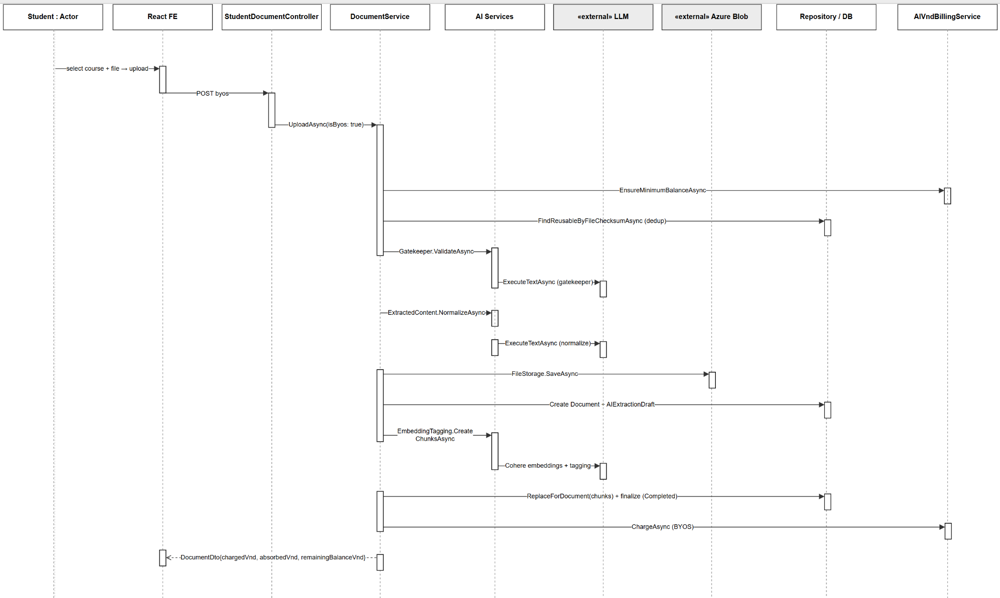 Student : Actor
React FE
StudentDocumentController
DocumentService
AI Services
«external» LLM
«external» Azure Blob
Repository / DB
AIVndBillingService
select course + file → upload
POST byos
UploadAsync(isByos: true)
EnsureMinimumBalanceAsync
FindReusableByFileChecksumAsync (dedup)
Gatekeeper.ValidateAsync
ExecuteTextAsync (gatekeeper)
ExtractedContent.NormalizeAsync
ExecuteTextAsync (normalize)
FileStorage.SaveAsync
Create Document + AIExtractionDraft
EmbeddingTagging.Create
ChunksAsync
Cohere embeddings + tagging
ReplaceForDocument(chunks) + finalize (Completed)
ChargeAsync (BYOS)
DocumentDto{chargedVnd, absorbedVnd, remainingBalanceVnd}